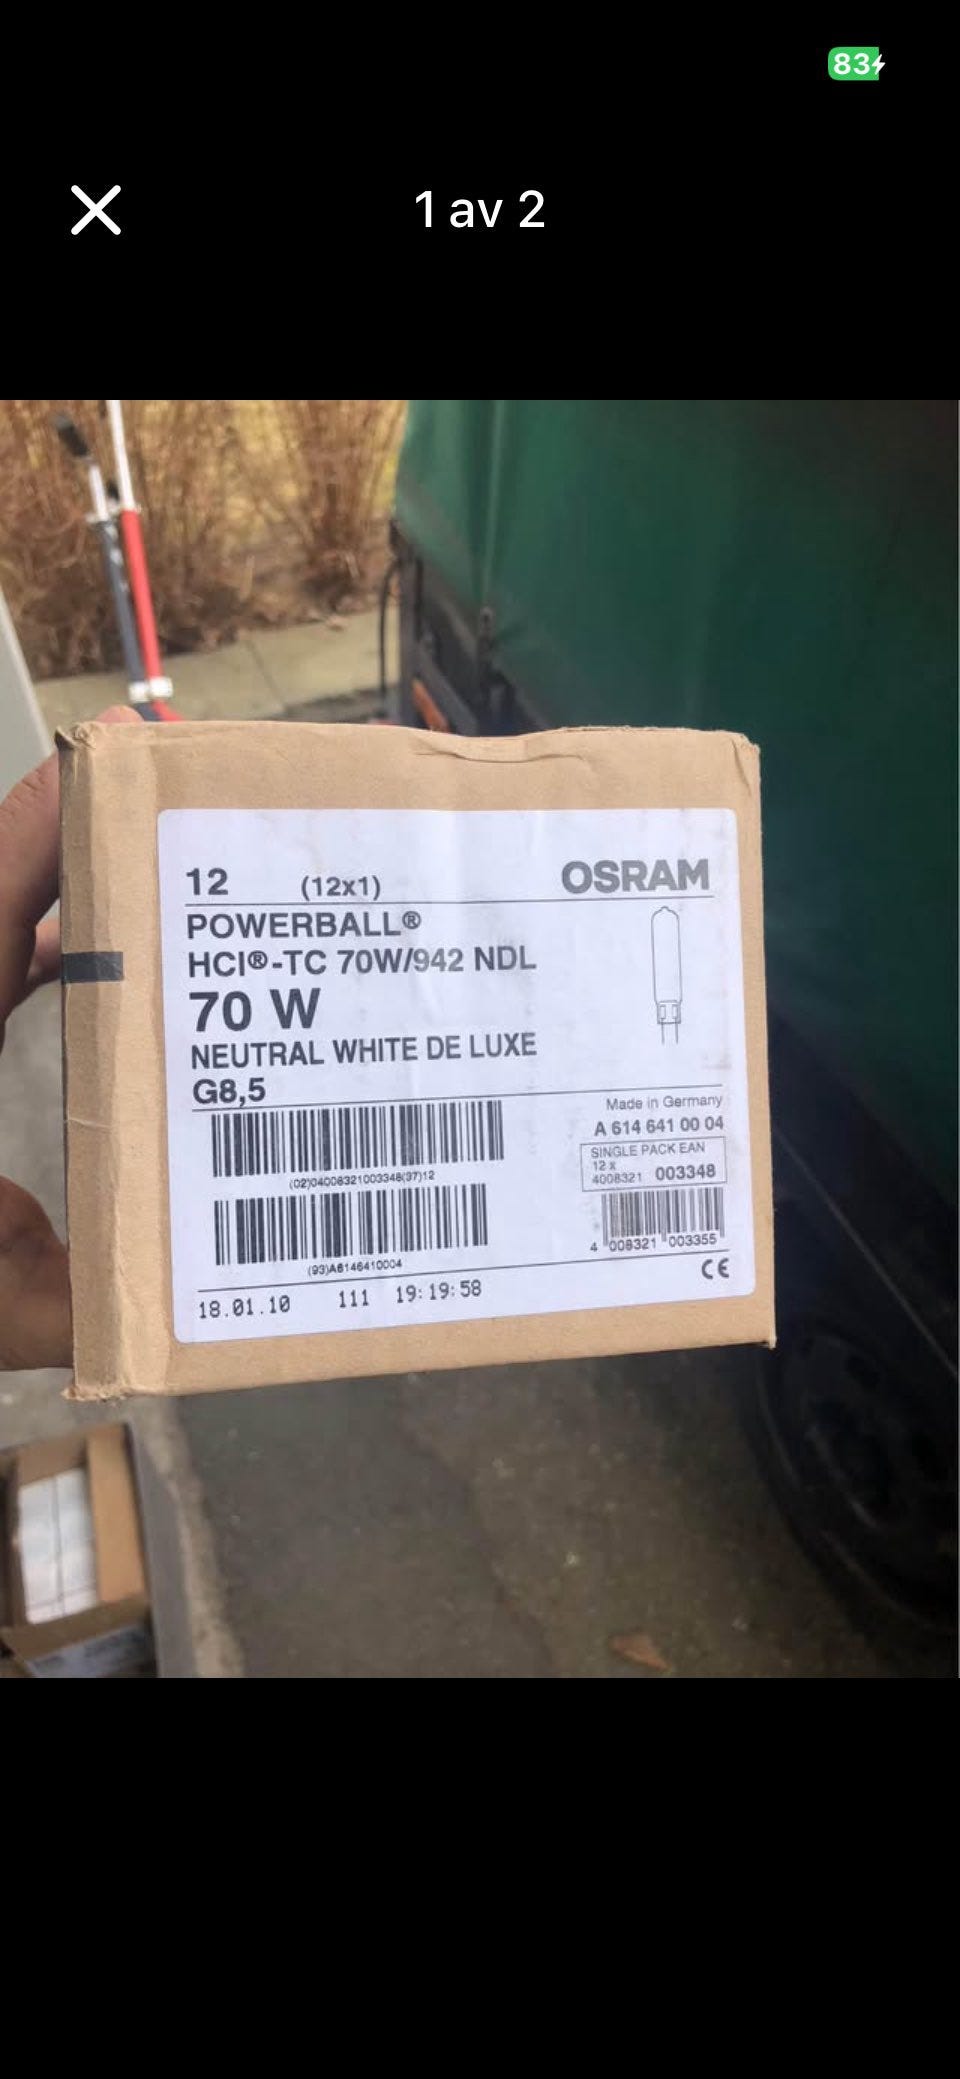 83
1 av 2
12 (12x1) OSRAM
POWERBALL®
HCI®-TC 70W/942 NDL
70 W
NEUTRAL WHITE DE LUXE
G8,5
Made in Germany
A 614 641 00 04
SINGLE PACK EAN
12 x
4008321 003348
(02)04008321003348(37)12
4 008321 003355
(93)A6146410004
CE
18.01.10 111 19:19:58